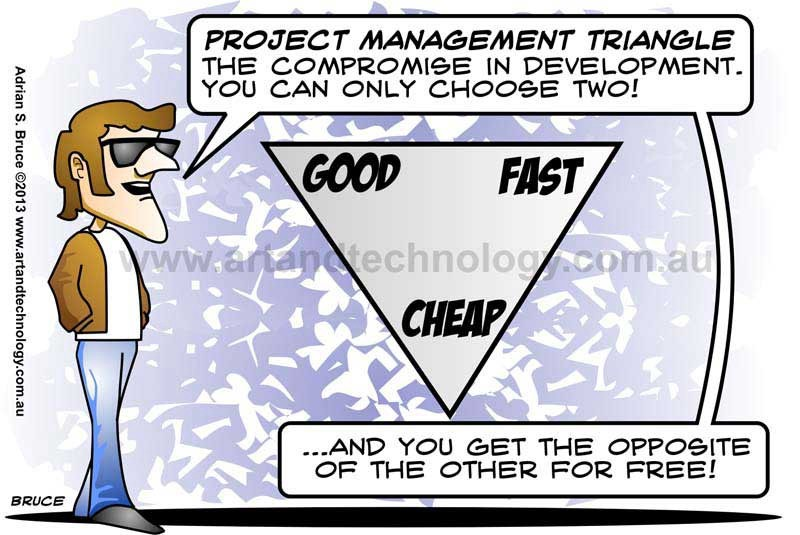 PROJECT MANAGEMENT TRIANGLE
THE COMPROMISE IN DEVELOPMENT.
YOU CAN ONLY CHOOSE TWO!
GOOD
FAST
CHEAP
...AND YOU GET THE OPPOSITE
OF THE OTHER FOR FREE!
www.artandtechnology.com.au
Adrian S. Bruce ©2013 www.artandtechnology.com.au
BRUCE